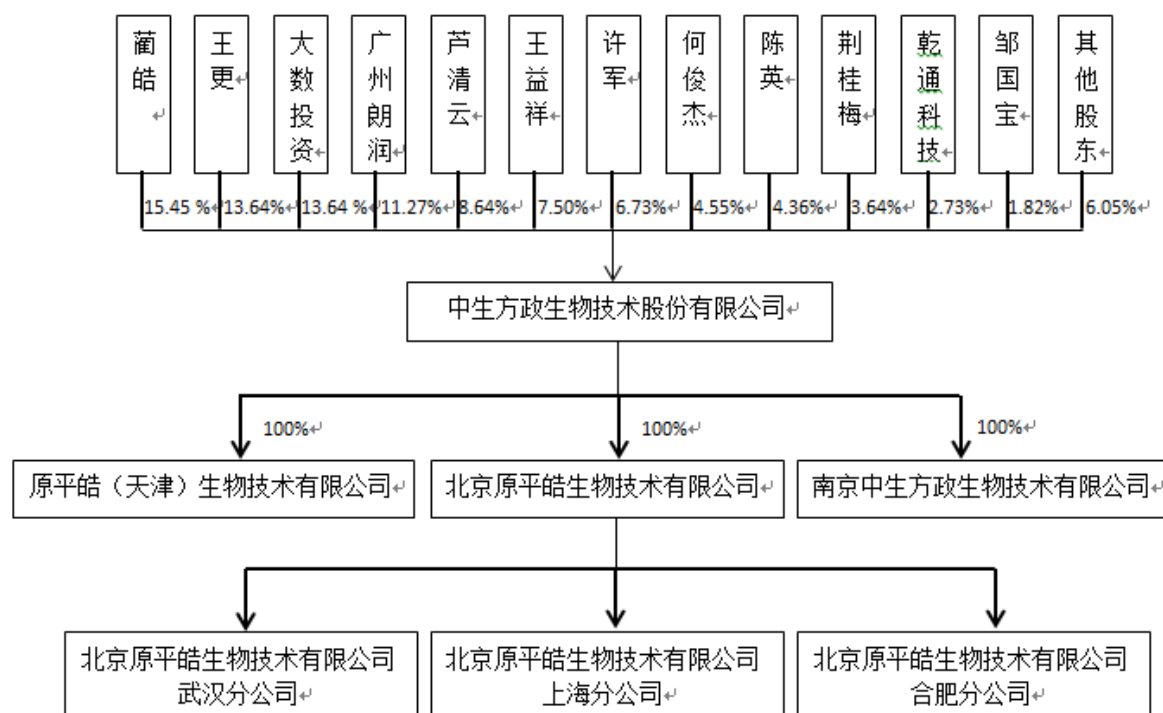 蔺皓
王更
大数投资
广州朗润
芦清云
王益祥
许军
何俊杰
陈英
荆桂梅
乾通科技
邹国宝
其他股东
15.45 %
13.64%
13.64 %
11.27%
8.64%
7.50%
6.73%
4.55%
4.36%
3.64%
2.73%
1.82%
6.05%
中生方政生物技术股份有限公司
100%
100%
100%
原平皓（天津）生物技术有限公司
北京原平皓生物技术有限公司
南京中生方政生物技术有限公司
北京原平皓生物技术有限公司
武汉分公司
北京原平皓生物技术有限公司
上海分公司
北京原平皓生物技术有限公司
合肥分公司